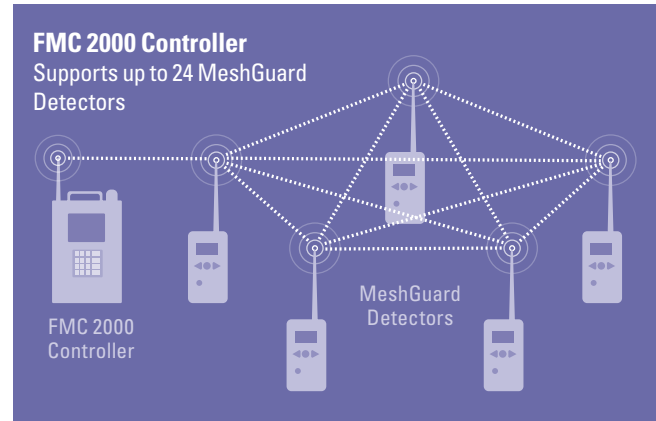 FMC 2000 Controller
Supports up to 24 MeshGuard
Detectors
FMC 2000
Controller
MeshGuard
Detectors